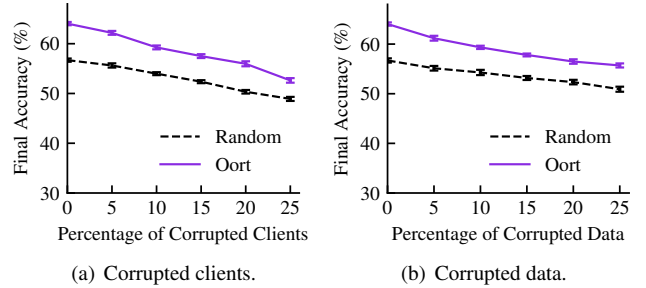 Final Accuracy (%)
60
50
40
30
0 5 10 15 20 25
Percentage of Corrupted Clients
Random
Oort
(a) Corrupted clients.
Final Accuracy (%)
60
50
40
30
0 5 10 15 20 25
Percentage of Corrupted Data
Random
Oort
(b) Corrupted data.